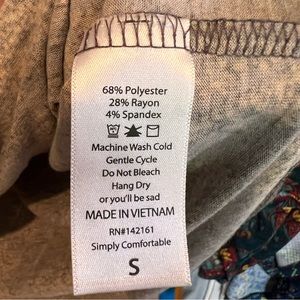 68% Polyester
28% Rayon
4% Spandex
Machine Wash Cold
Gentle Cycle
Do Not Bleach
Hang Dry
or you'll be sad
MADE IN VIETNAM
RN#142161
Simply Comfortable
S